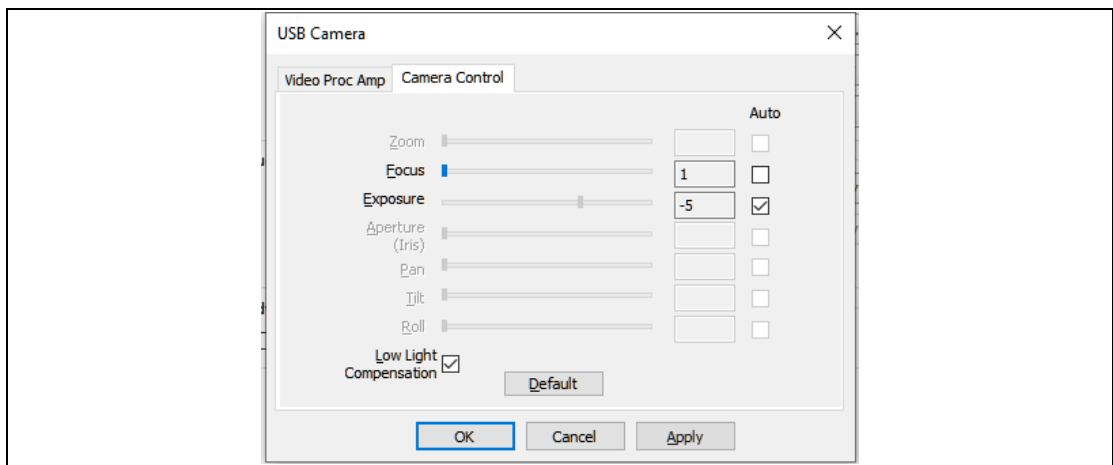 USB Camera
Video Proc Amp Camera Control
Auto
Zoom
Focus 1
Exposure -5
Aperture
(Iris)
Pan
Tilt
Roll
Low Light
Compensation
Default
OK Cancel Apply